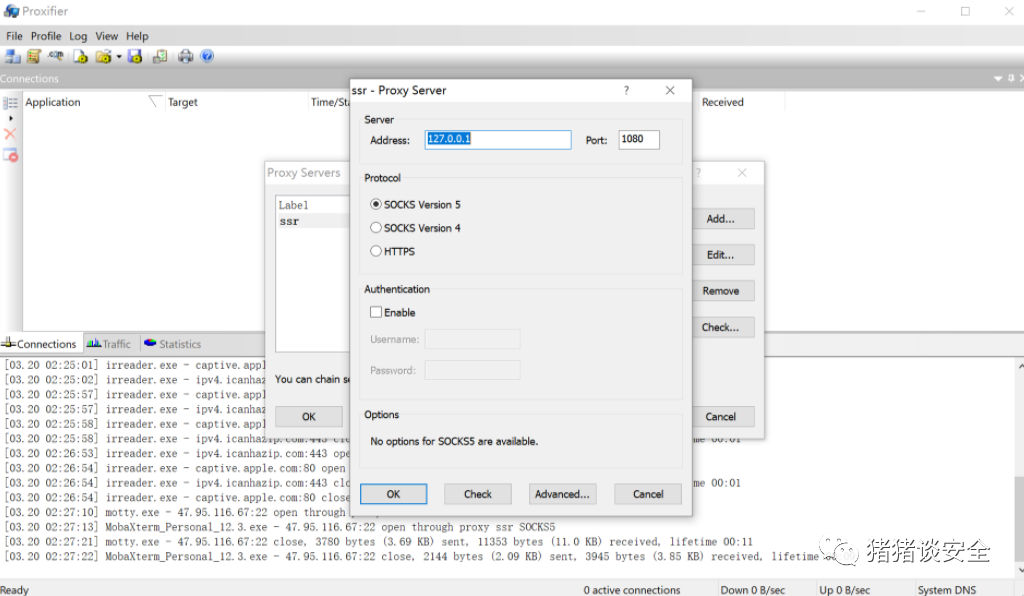 Proxifier
File Profile Log View Help
Connections
Application Target Time/Sta Received
ssr - Proxy Server ?
Server
Address: 127.0.0.1 Port: 1080
Protocol
SOCKS Version 5
SOCKS Version 4
HTTPS
Authentication
Enable
Username:
Password:
Options
No options for SOCKS5 are available.
OK Check Advanced... Cancel
Proxy Servers ?
Label
ssr
Add...
Edit...
Remove
Check...
You can chain
OK Cancel
Connections Traffic Statistics
[03.20 02:25:01] irreader.exe - captive.appl
[03.20 02:25:02] irreader.exe - ipv4.icanhaz
[03.20 02:25:57] irreader.exe - captive.appl
[03.20 02:25:57] irreader.exe - ipv4.icanhaz
[03.20 02:25:58] irreader.exe - captive.appl
[03.20 02:25:58] irreader.exe - ipv4.icanhazip.com:443 clo me 00:01
[03.20 02:26:53] irreader.exe - ipv4.icanhazip.com:443 ope
[03.20 02:26:54] irreader.exe - captive.apple.com:80 open
[03.20 02:26:54] irreader.exe - ipv4.icanhazip.com:443 clo me 00:01
[03.20 02:26:54] irreader.exe - captive.apple.com:80 close
[03.20 02:27:10] motty.exe - 47.95.116.67:22 open through
[03.20 02:27:13] MobaXterm_Personal_12.3.exe - 47.95.116.67:22 open through proxy ssr SOCKS5
[03.20 02:27:21] motty.exe - 47.95.116.67:22 close, 3780 bytes (3.69 KB) sent, 11353 bytes (11.0 KB) received, lifetime 00:11
[03.20 02:27:22] MobaXterm_Personal_12.3.exe - 47.95.116.67:22 close, 2144 bytes (2.09 KB) sent, 3945 bytes (3.85 KB) received, lifetime
猪猪谈安全
Ready 0 active connections Down 0 B/sec Up 0 B/sec System DNS